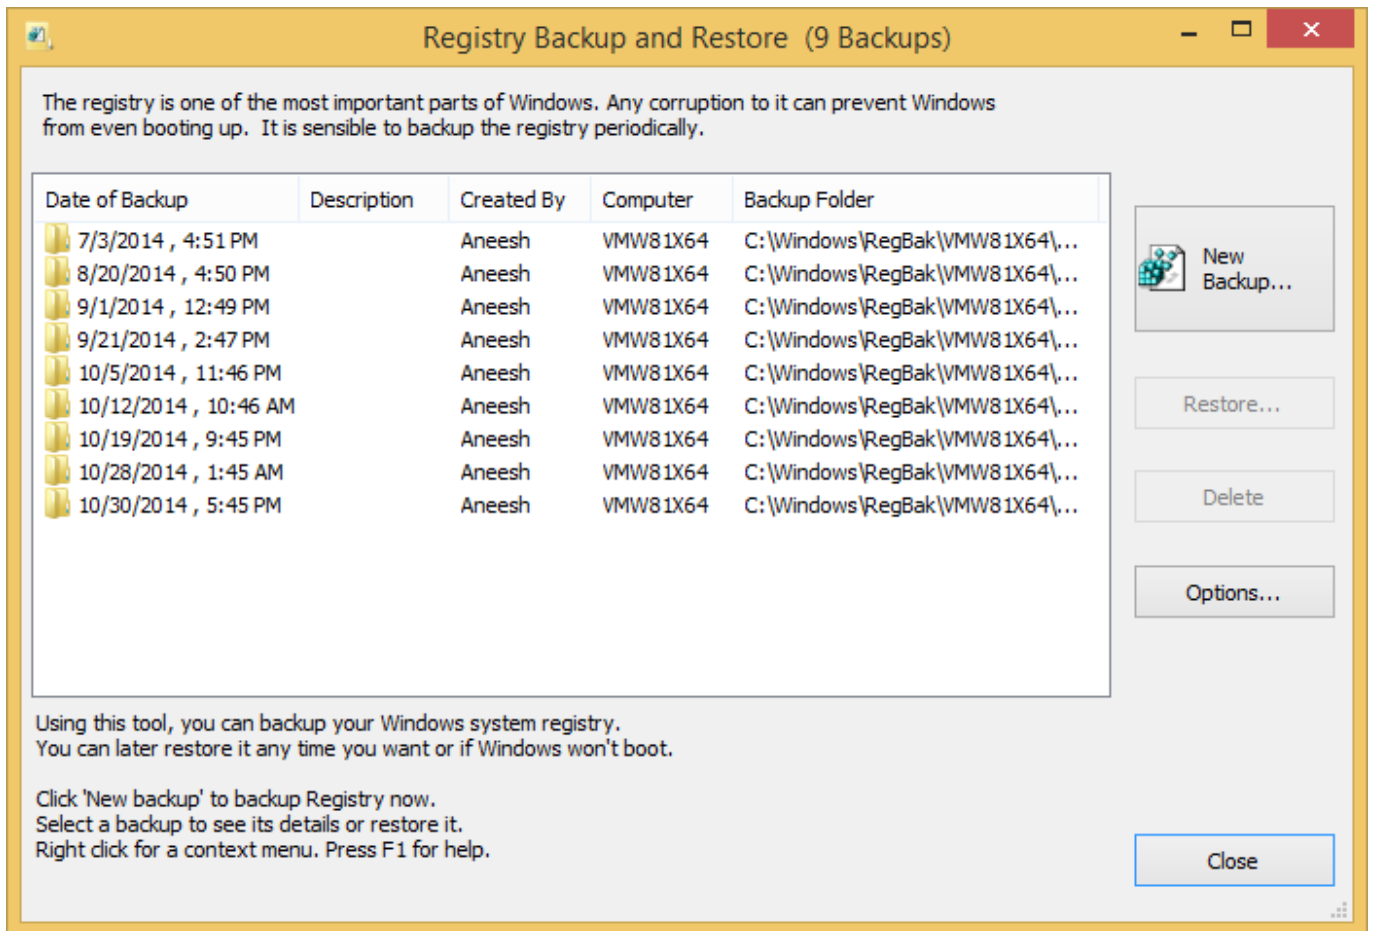 Registry Backup and Restore  (9 Backups)
The registry is one of the most important parts of Windows. Any corruption to it can prevent Windows
from even booting up.  It is sensible to backup the registry periodically.
Date of Backup Description Created By Computer Backup Folder
7/3/2014 , 4:51 PM Aneesh VMW81X64 C:\Windows\RegBak\VMW81X64\...
8/20/2014 , 4:50 PM Aneesh VMW81X64 C:\Windows\RegBak\VMW81X64\...
9/1/2014 , 12:49 PM Aneesh VMW81X64 C:\Windows\RegBak\VMW81X64\...
9/21/2014 , 2:47 PM Aneesh VMW81X64 C:\Windows\RegBak\VMW81X64\...
10/5/2014 , 11:46 PM Aneesh VMW81X64 C:\Windows\RegBak\VMW81X64\...
10/12/2014 , 10:46 AM Aneesh VMW81X64 C:\Windows\RegBak\VMW81X64\...
10/19/2014 , 9:45 PM Aneesh VMW81X64 C:\Windows\RegBak\VMW81X64\...
10/28/2014 , 1:45 AM Aneesh VMW81X64 C:\Windows\RegBak\VMW81X64\...
10/30/2014 , 5:45 PM Aneesh VMW81X64 C:\Windows\RegBak\VMW81X64\...
New
Backup...
Restore...
Delete
Options...
Using this tool, you can backup your Windows system registry.
You can later restore it any time you want or if Windows won't boot.
Click 'New backup' to backup Registry now.
Select a backup to see its details or restore it.
Right click for a context menu. Press F1 for help.
Close